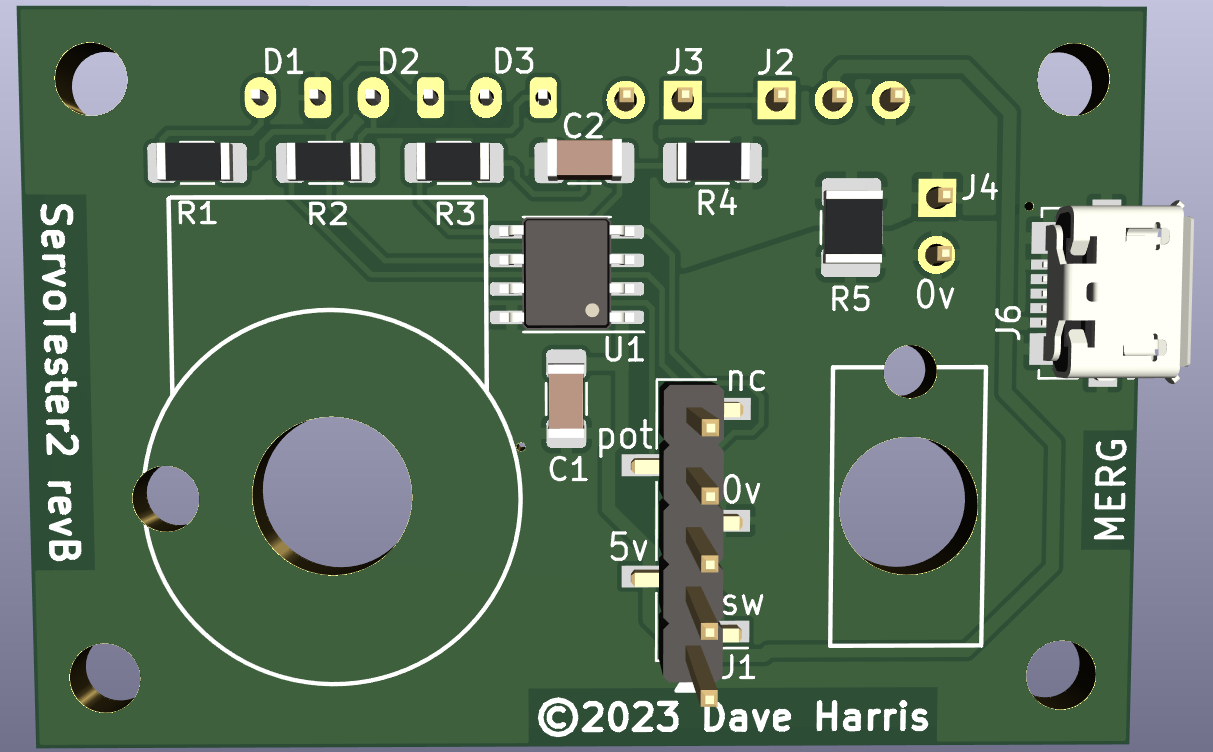 D1 D2 D3 J3 J2
C2
R1 R2 R3 R4 J4
R5 0v
J6
U1
nc
pot
C1
0v
5v
sw
J1
ServoTester2 revB
MERG
©2023 Dave Harris